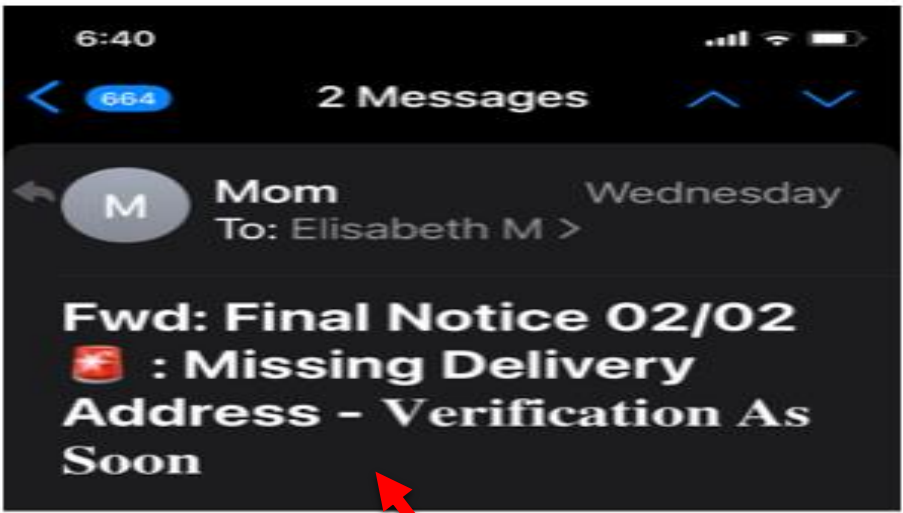 6:40
664 2 Messages
M Mom Wednesday
To: Elisabeth M >
Fwd: Final Notice 02/02
🚨 : Missing Delivery
Address - Verification As
Soon